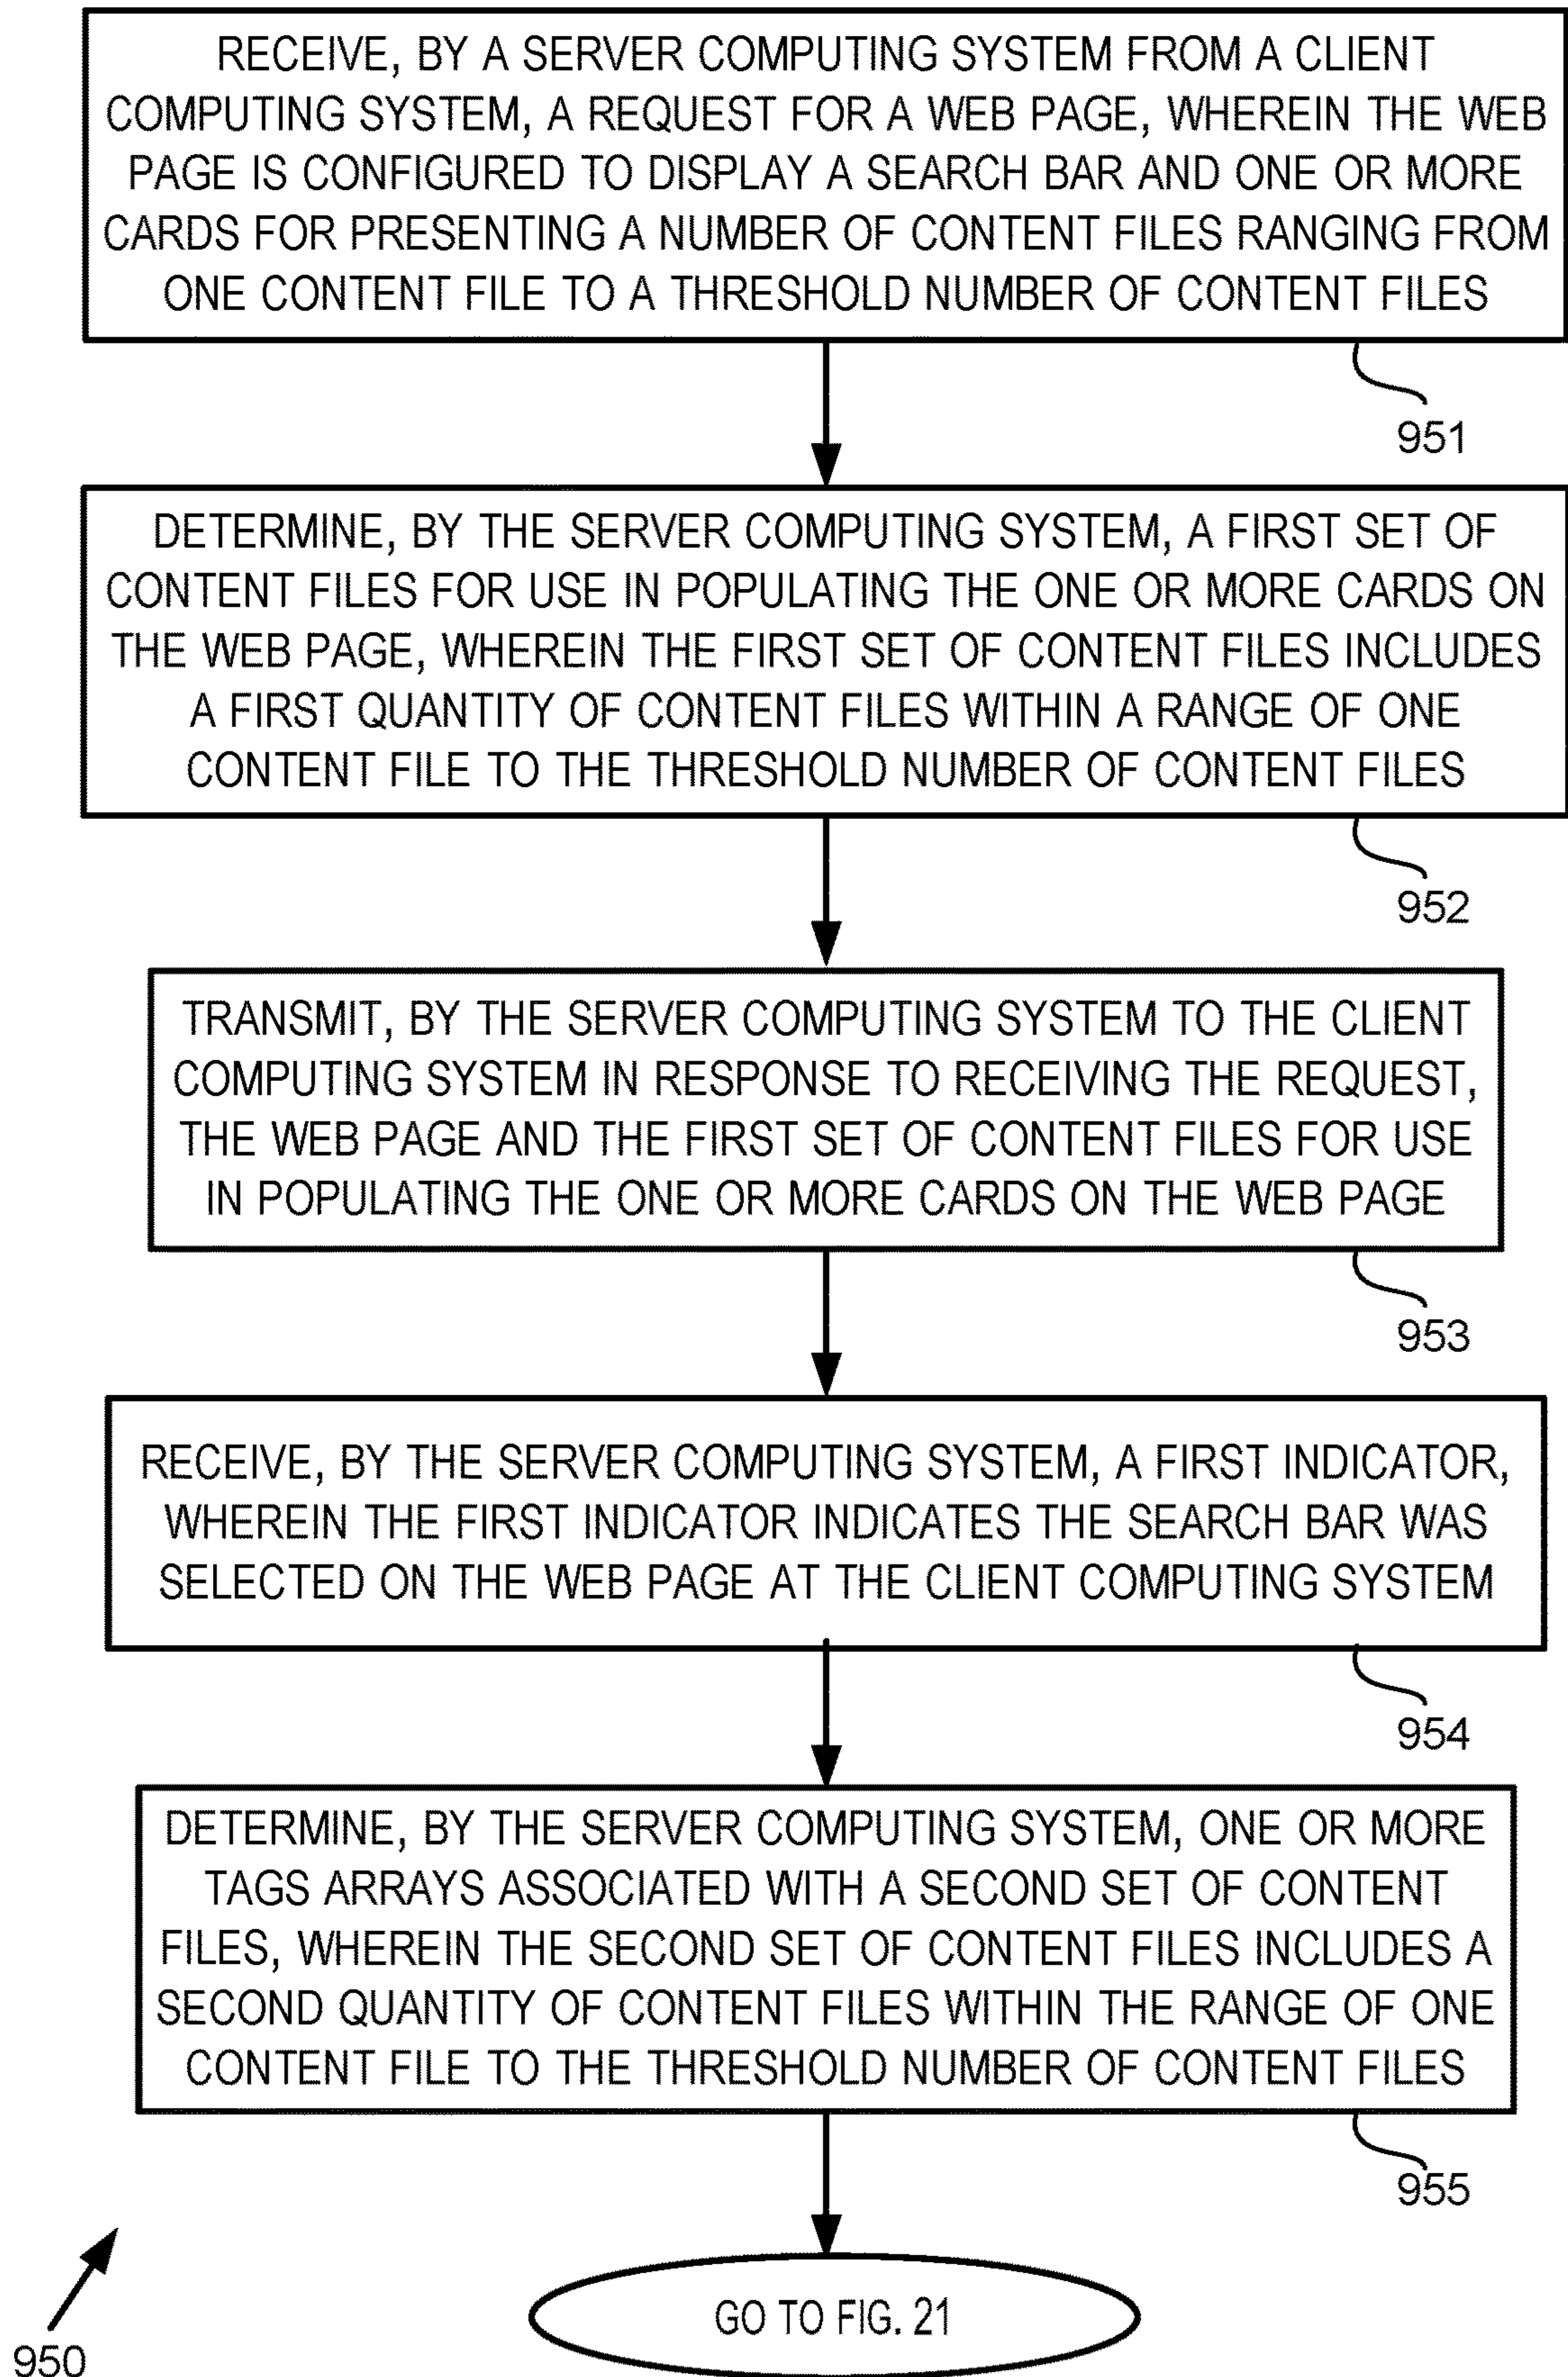 RECEIVE, BY A SERVER COMPUTING SYSTEM FROM A CLIENT
COMPUTING SYSTEM, A REQUEST FOR A WEB PAGE, WHEREIN THE WEB
PAGE IS CONFIGURED TO DISPLAY A SEARCH BAR AND ONE OR MORE
CARDS FOR PRESENTING A NUMBER OF CONTENT FILES RANGING FROM
ONE CONTENT FILE TO A THRESHOLD NUMBER OF CONTENT FILES
951
DETERMINE, BY THE SERVER COMPUTING SYSTEM, A FIRST SET OF
CONTENT FILES FOR USE IN POPULATING THE ONE OR MORE CARDS ON
THE WEB PAGE, WHEREIN THE FIRST SET OF CONTENT FILES INCLUDES
A FIRST QUANTITY OF CONTENT FILES WITHIN A RANGE OF ONE
CONTENT FILE TO THE THRESHOLD NUMBER OF CONTENT FILES
952
TRANSMIT, BY THE SERVER COMPUTING SYSTEM TO THE CLIENT
COMPUTING SYSTEM IN RESPONSE TO RECEIVING THE REQUEST,
THE WEB PAGE AND THE FIRST SET OF CONTENT FILES FOR USE
IN POPULATING THE ONE OR MORE CARDS ON THE WEB PAGE
953
RECEIVE, BY THE SERVER COMPUTING SYSTEM, A FIRST INDICATOR,
WHEREIN THE FIRST INDICATOR INDICATES THE SEARCH BAR WAS
SELECTED ON THE WEB PAGE AT THE CLIENT COMPUTING SYSTEM
954
DETERMINE, BY THE SERVER COMPUTING SYSTEM, ONE OR MORE
TAGS ARRAYS ASSOCIATED WITH A SECOND SET OF CONTENT
FILES, WHEREIN THE SECOND SET OF CONTENT FILES INCLUDES A
SECOND QUANTITY OF CONTENT FILES WITHIN THE RANGE OF ONE
CONTENT FILE TO THE THRESHOLD NUMBER OF CONTENT FILES
955
GO TO FIG. 21
950